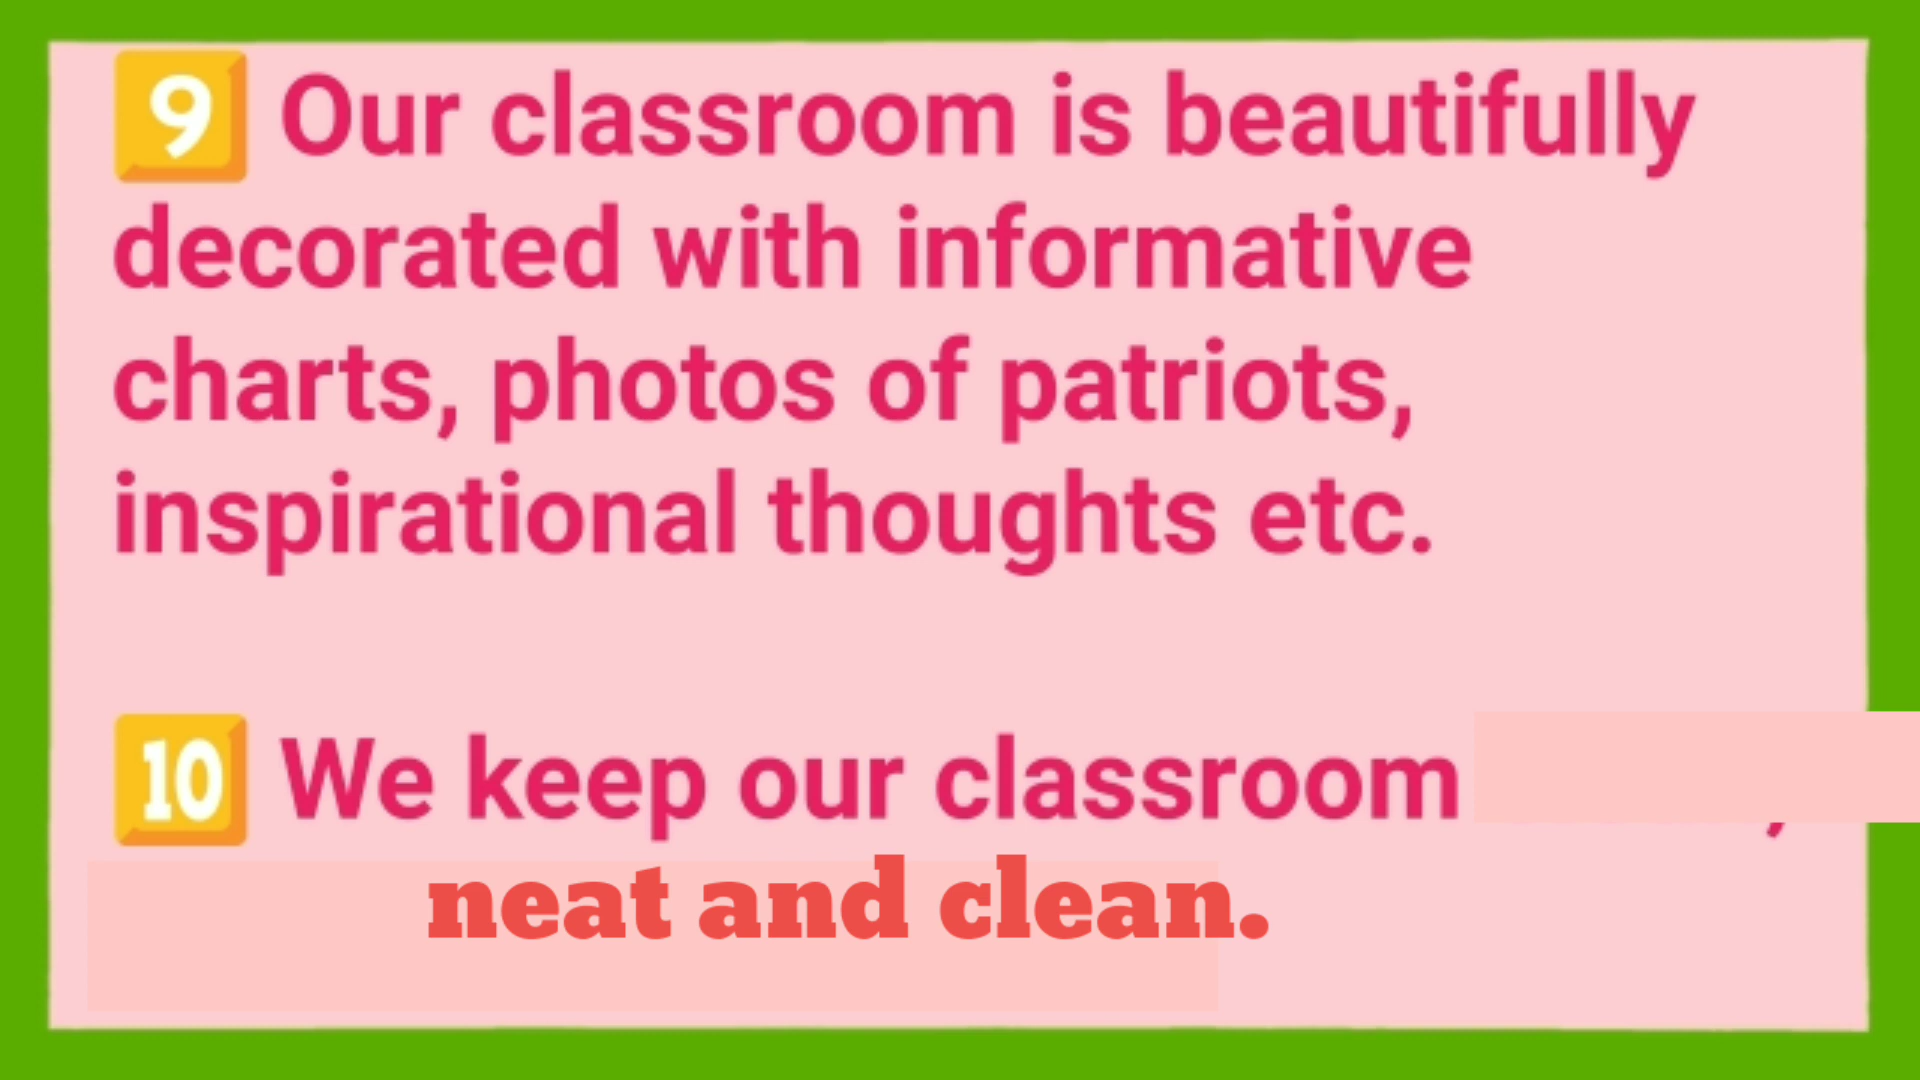 9 Our classroom is beautifully
decorated with informative
charts, photos of patriots,
inspirational thoughts etc.
10 We keep our classroom
neat and clean.